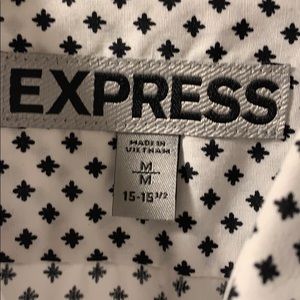 EXPRESS
MADE IN
VIETNAM
M
M
15-15 1/2